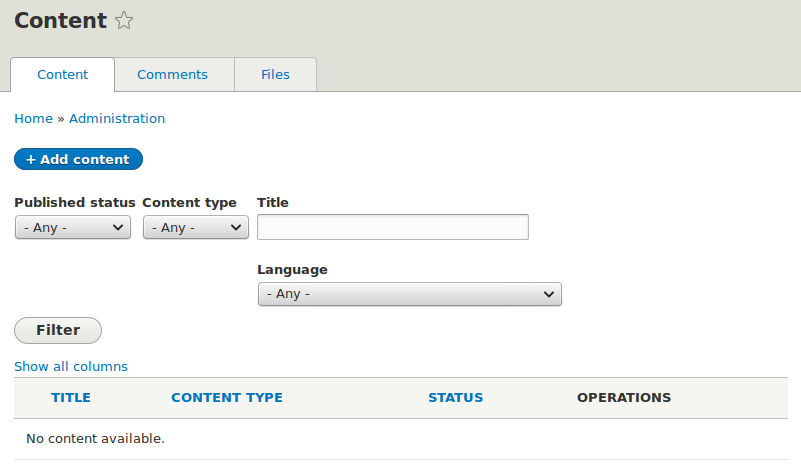 Content
Content Comments Files
Home » Administration
+ Add content
Published status Content type Title
- Any - - Any -
Language
- Any -
Filter
Show all columns
TITLE CONTENT TYPE STATUS OPERATIONS
No content available.